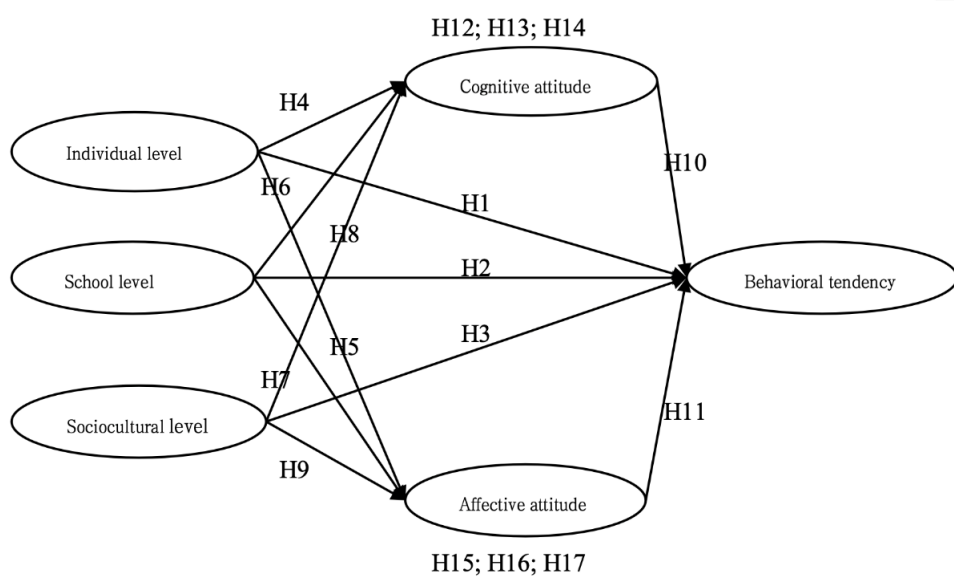 H12; H13; H14
Cognitive attitude
H4
Individual level
H10
H6
H1
H8
H2
School level
Behavioral tendency
H3
H5
H7
Sociocultural level
H11
H9
Affective attitude
H15; H16; H17